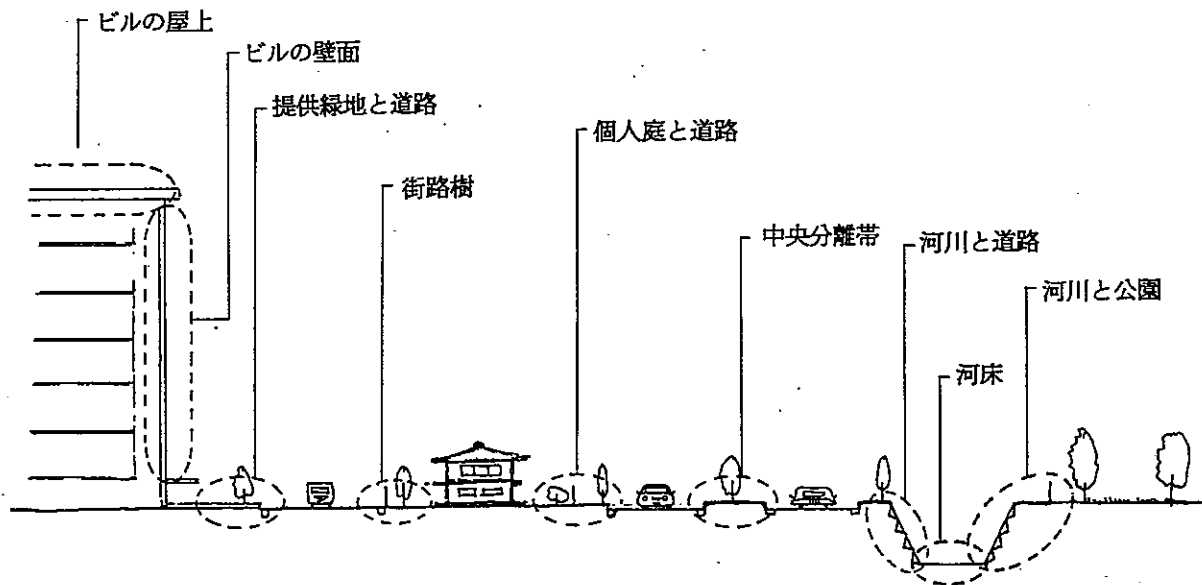 ビルの屋上
ビルの壁面
提供緑地と道路
個人庭と道路
街路樹
中央分離帯
河川と道路
河川と公園
河床